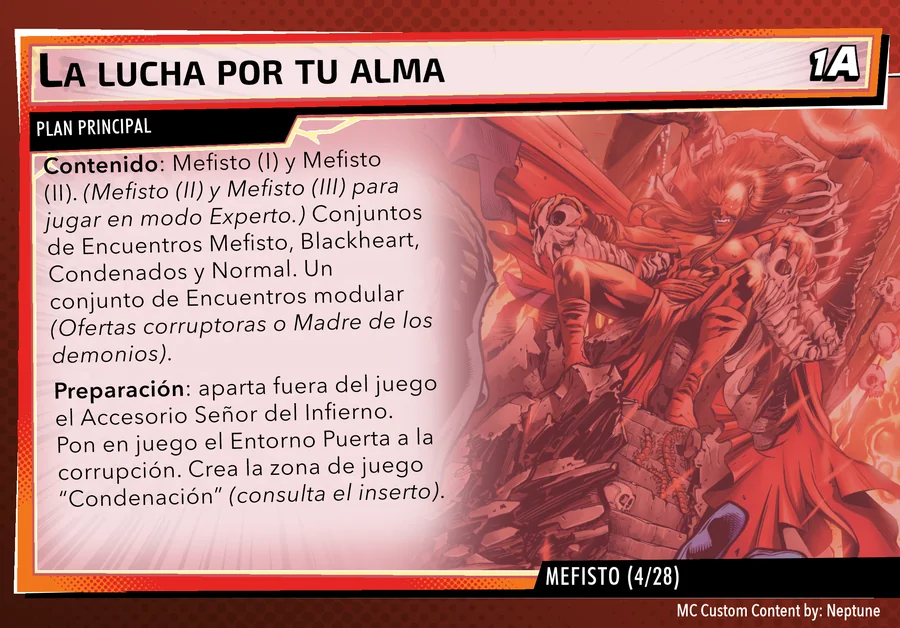 LA LUCHA POR TU ALMA
1A
PLAN PRINCIPAL
Contenido: Mefisto (I) y Mefisto
(II). (Mefisto (II) y Mefisto (III) para
jugar en modo Experto.) Conjuntos
de Encuentros Mefisto, Blackheart,
Condenados y Normal. Un
conjunto de Encuentros modular
(Ofertas corruptoras o Madre de los
demonios).
Preparación: aparta fuera del juego
el Accesorio Señor del Infierno.
Pon en juego el Entorno Puerta a la
corrupción. Crea la zona de juego
“Condenación” (consulta el inserto).
MEFISTO (4/28)
MC Custom Content by: Neptune